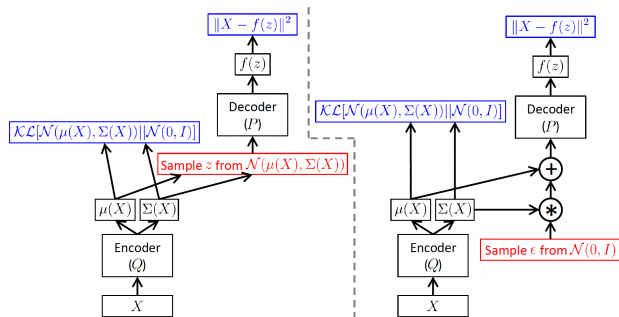 ‖X − f(z)‖²
f(z)
Decoder
(P)
𝒦ℒ[𝒩(μ(X), Σ(X))||𝒩(0, I)]
Sample z from 𝒩(μ(X), Σ(X))
μ(X)
Σ(X)
Encoder
(Q)
X
‖X − f(z)‖²
f(z)
Decoder
(P)
𝒦ℒ[𝒩(μ(X), Σ(X))||𝒩(0, I)]
+
μ(X)
Σ(X)
*
Encoder
(Q)
Sample ϵ from 𝒩(0, I)
X